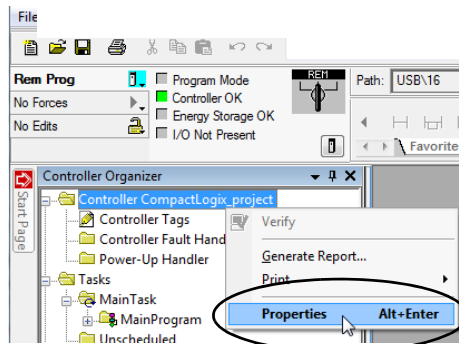 File
Rem Prog
Program Mode
REM
Path: USB\16
No Forces
Controller OK
Energy Storage OK
No Edits
I/O Not Present
Favorite
Controller Organizer
Start Page
Controller CompactLogix_project
Controller Tags
Verify
Controller Fault Hand
Generate Report...
Power-Up Handler
Print
Tasks
MainTask
Properties Alt+Enter
MainProgram
Unscheduled